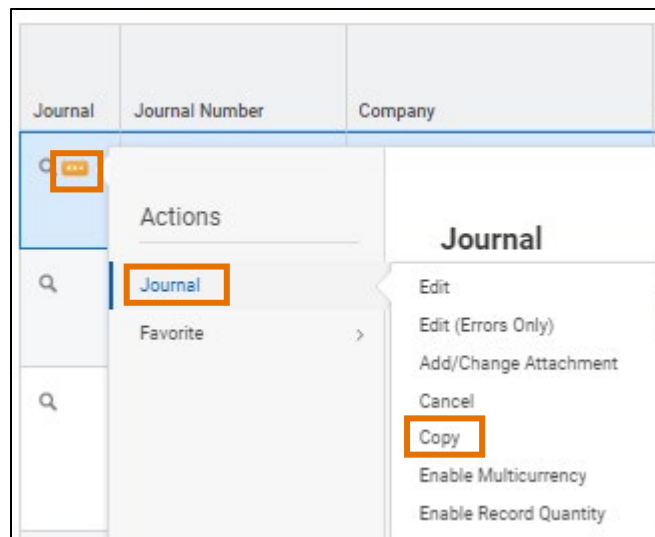 Journal
Journal Number
Company
Actions
Journal
Journal
Favorite
Edit
Edit (Errors Only)
Add/Change Attachment
Cancel
Copy
Enable Multicurrency
Enable Record Quantity